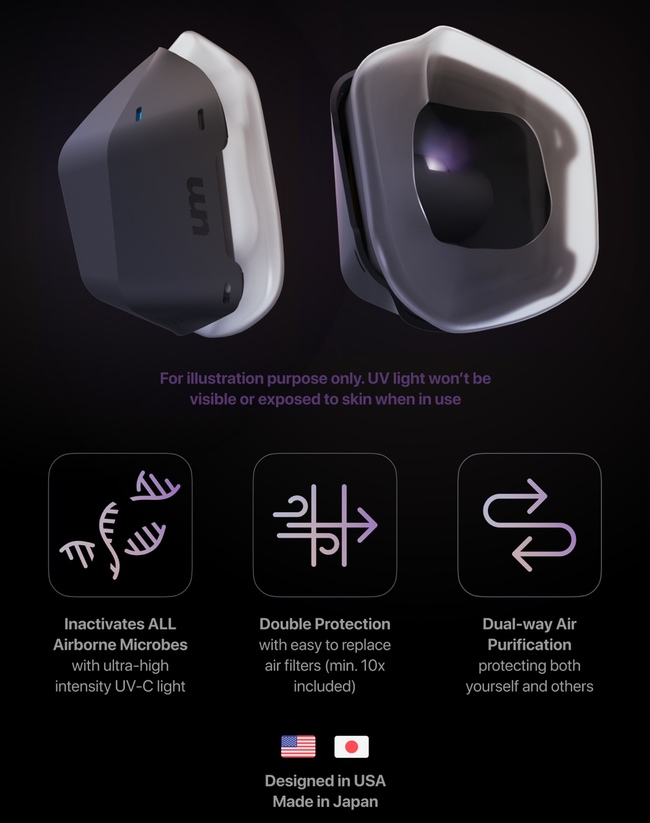 um
For illustration purpose only. UV light won’t be
visible or exposed to skin when in use
Inactivates ALL
Airborne Microbes
with ultra-high
intensity UV-C light
Double Protection
with easy to replace
air filters (min. 10x
included)
Dual-way Air
Purification
protecting both
yourself and others
Designed in USA
Made in Japan